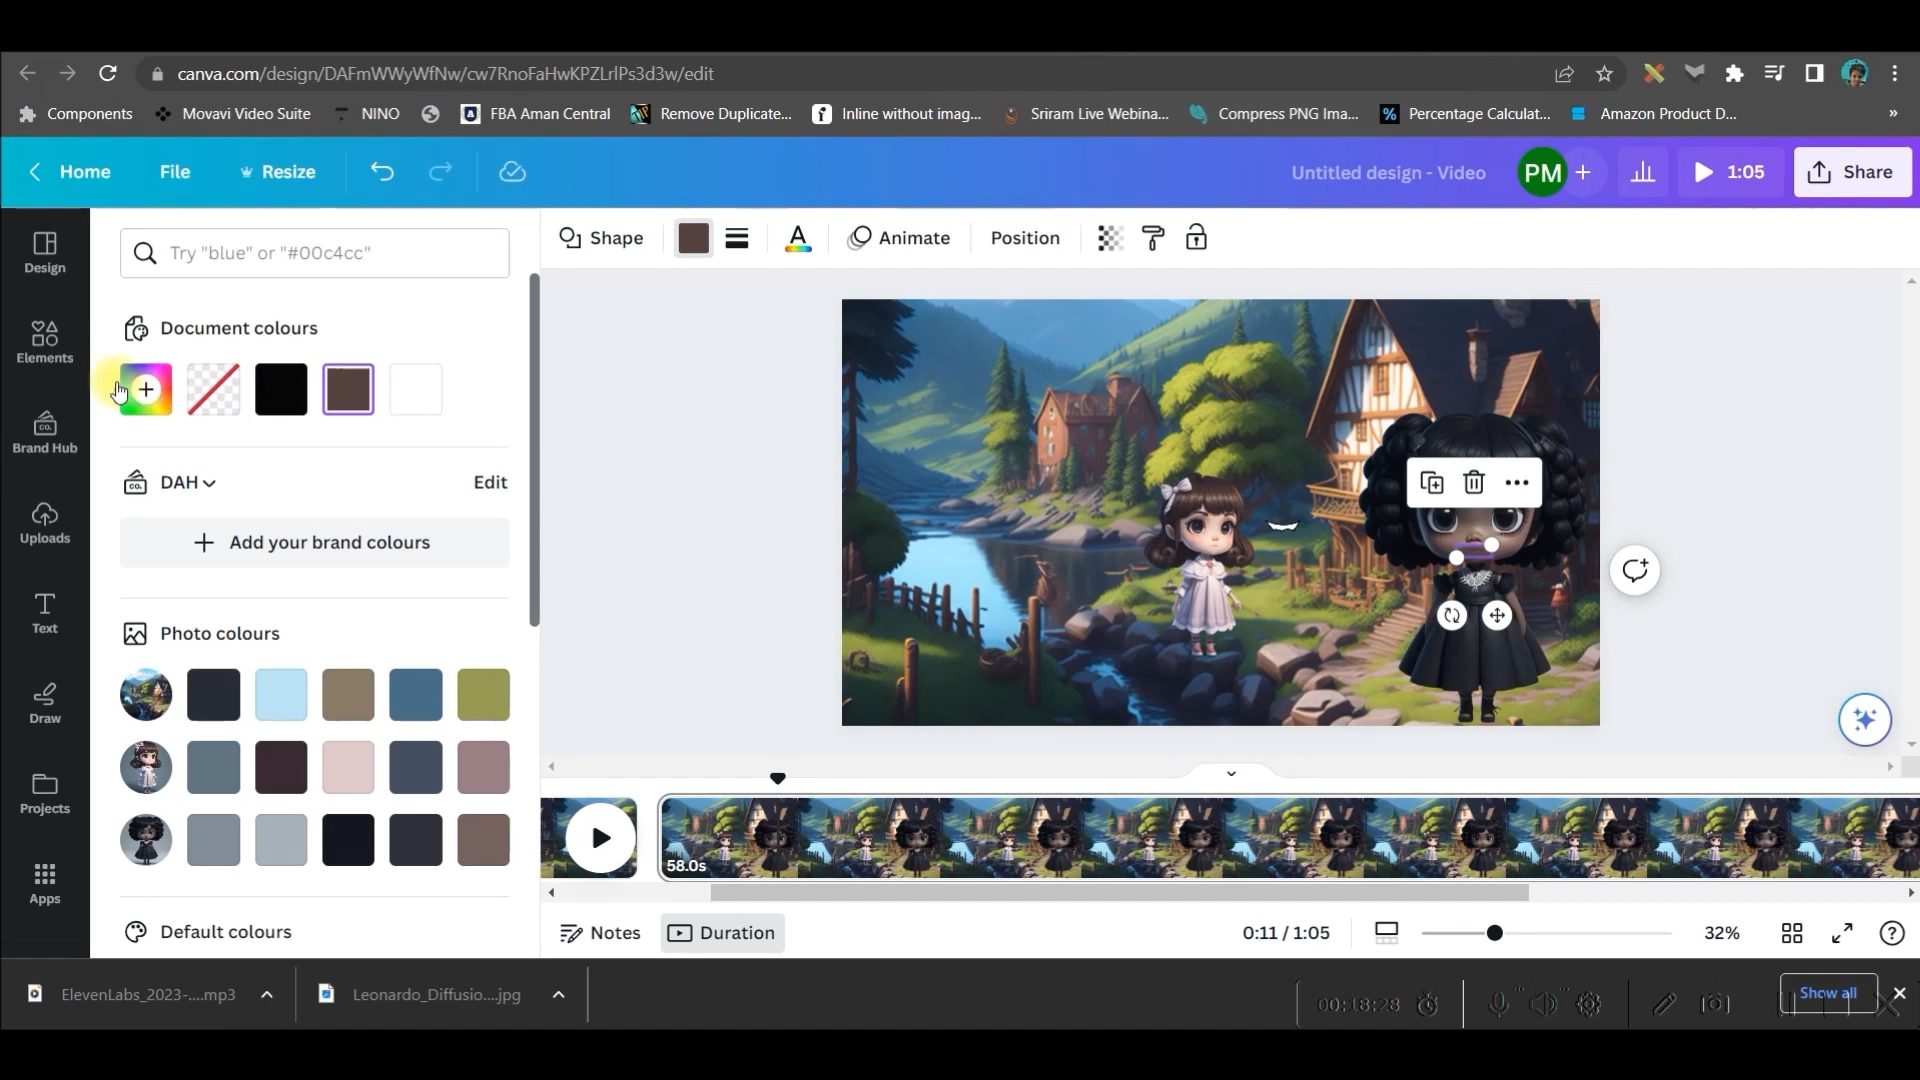 canva.com/design/DAFmWWyWfNw/cw7RnoFaHwKPZLrlPs3d3w/edit
Components
Movavi Video Suite
NINO
FBA Aman Central
Remove Duplicate...
Inline without imag...
Sriram Live Webina...
Compress PNG Ima...
Percentage Calculat...
Amazon Product D...
»
Home
File
Resize
Untitled design - Video
PM
1:05
Share
Design
Elements
Brand Hub
Uploads
Text
Draw
Projects
Apps
Try "blue" or "#00c4cc"
Document colours
CO.
DAH
Edit
Add your brand colours
Photo colours
Default colours
Shape
A
Animate
Position
58.0s
Notes
Duration
0:11 / 1:05
32%
ElevenLabs_2023-....mp3
Leonardo_Diffusio....jpg
00:18:28
Show all